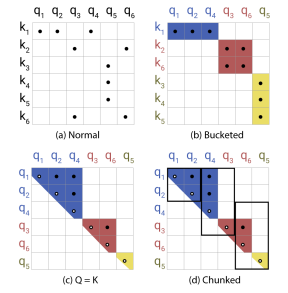 q1 q2 q3 q4 q5 q6
k1
k2
k3
k4
k5
k6
(a) Normal
q1 q2 q4 q3 q6 q5
k1
k2
k6
k3
k4
k5
(b) Bucketed
q1 q2 q4 q3 q6 q5
q1
q2
q4
q3
q6
q5
(c) Q = K
q1 q2 q4 q3 q6 q5
q1
q2
q4
q3
q6
q5
(d) Chunked